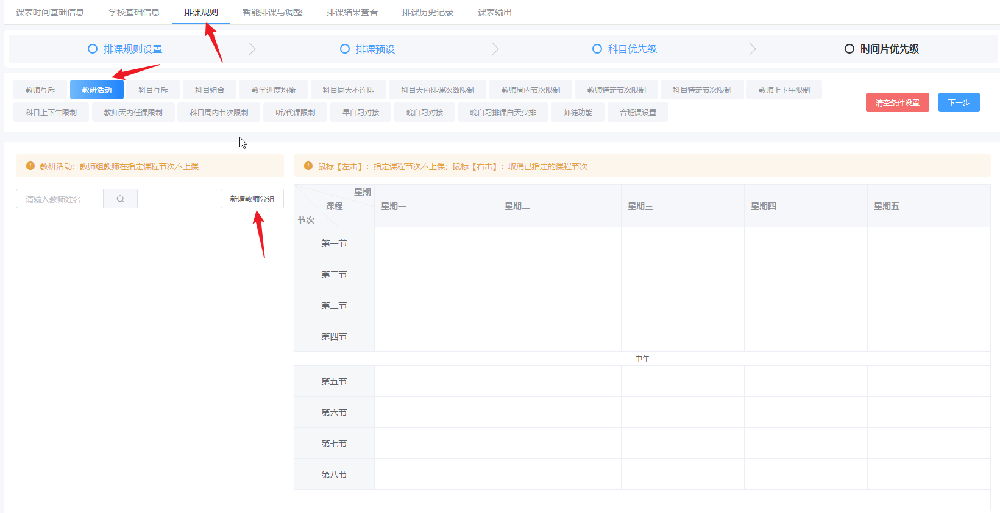 课表时间基础信息 学校基础信息 排课规则 智能排课与调整 排课结果查看 排课历史记录 课表输出
排课规则设置 排课预设 科目优先级 时间片优先级
教师互斥 教研活动 科目互斥 科目组合 教学进度均衡 科目同天不连排 科目天内排课次数限制 教师周内节次限制 教师特定节次限制 科目特定节次限制 教师上下午限制
科目上下午限制 教师天内任课限制 科目周内节次限制 听/代课限制 早自习对接 晚自习对接 晚自习排课白天少排 师徒功能 合班课设置
清空条件设置 下一步
教研活动：教师组教师在指定课程节次不上课
请输入教师姓名 新增教师分组
鼠标【左击】：指定课程节次不上课；鼠标【右击】：取消已指定的课程节次
星期
课程
节次
星期一 星期二 星期三 星期四 星期五
第一节
第二节
第三节
第四节
中午
第五节
第六节
第七节
第八节